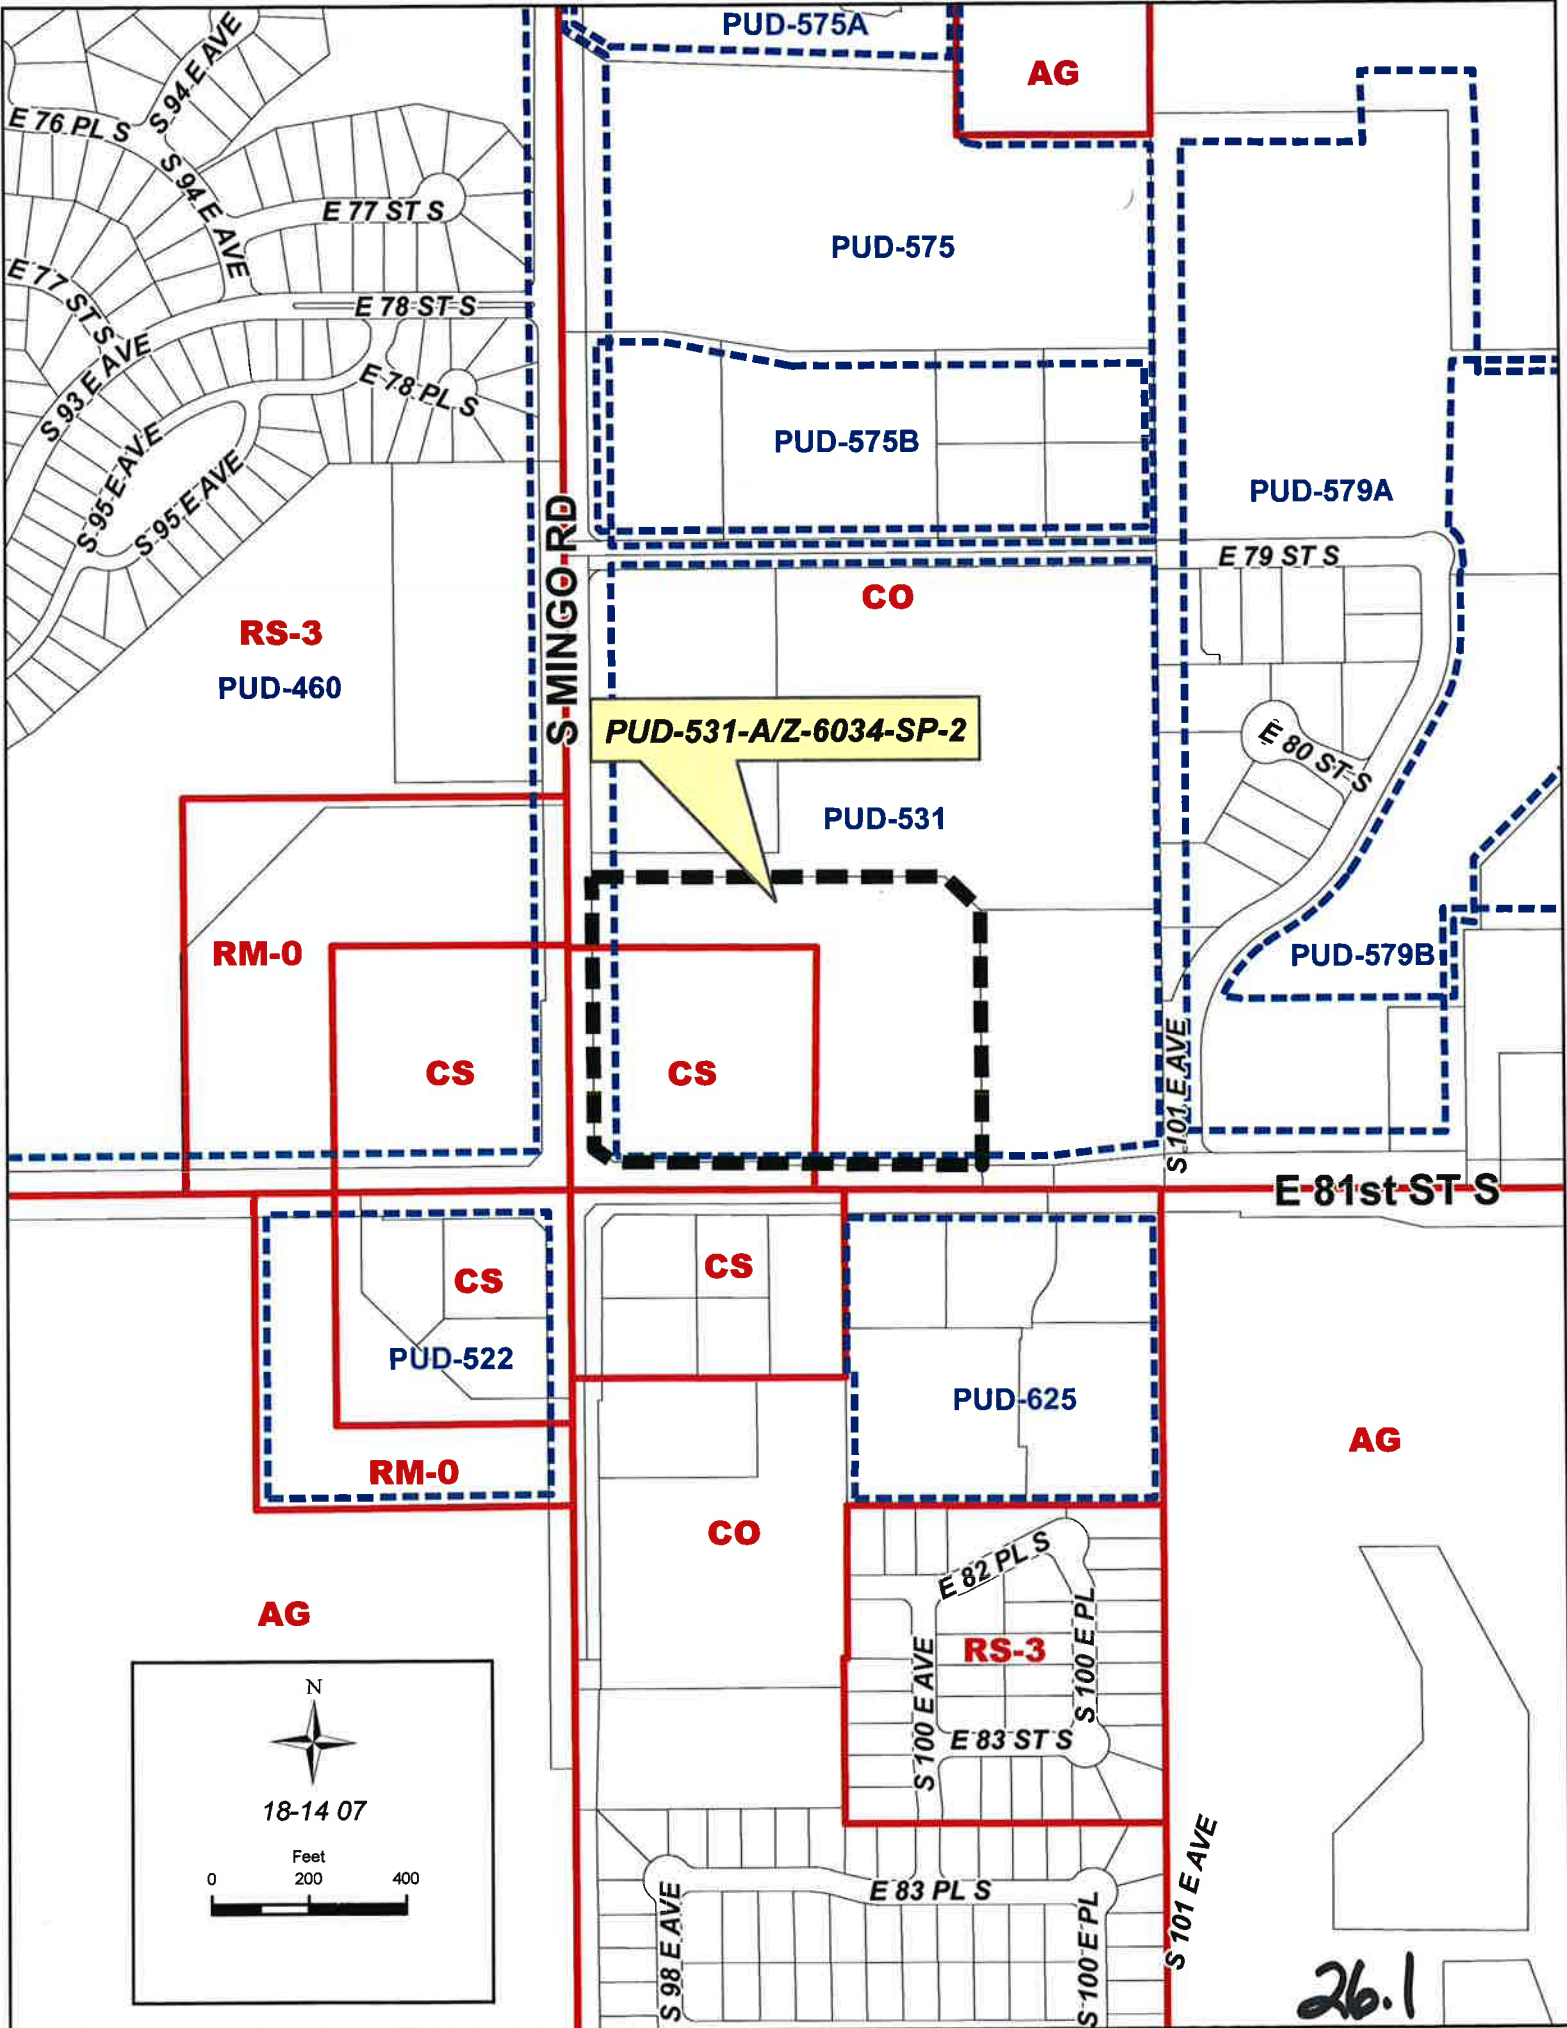 PUD-575A
AG
S 94 E AVE
E 76 PL S
S 94 E AVE
E 77 ST S
PUD-575
E 77 ST S
E 78 ST S
S 93 E AVE
E 78 PL S
PUD-575B
S 95 E AVE
S 95 E AVE
PUD-579A
S MINGO RD
E 79 ST S
CO
RS-3
PUD-460
PUD-531-A/Z-6034-SP-2
E 80 ST S
PUD-531
RM-0
PUD-579B
CS
CS
S 101 E AVE
E 81st ST S
CS
CS
PUD-522
PUD-625
AG
RM-0
CO
E 82 PL S
AG
RS-3
S 100 E AVE
S 100 E PL
E 83 ST S
N
18-14 07
Feet
0 200 400
E 83 PL S
S 98 E AVE
S 100 E PL
S 101 E AVE
26.1